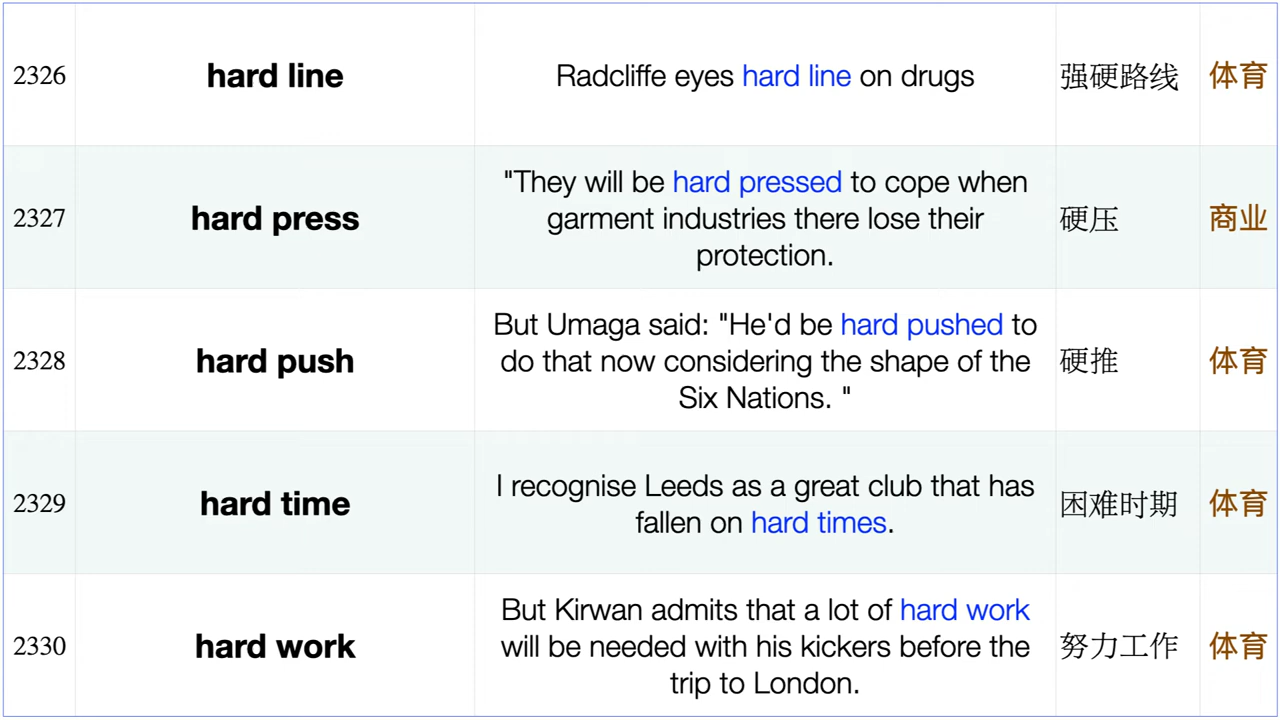 2326 hard line Radcliffe eyes hard line on drugs 强硬路线 体育
"They will be hard pressed to cope when
2327 hard press garment industries there lose their 硬压 商业
protection.
But Umaga said: "He'd be hard pushed to
2328 hard push do that now considering the shape of the 硬推 体育
Six Nations. "
I recognise Leeds as a great club that has
2329 hard time 困难时期 体育
fallen on hard times.
But Kirwan admits that a lot of hard work
2330 hard work will be needed with his kickers before the 努力工作 体育
trip to London.